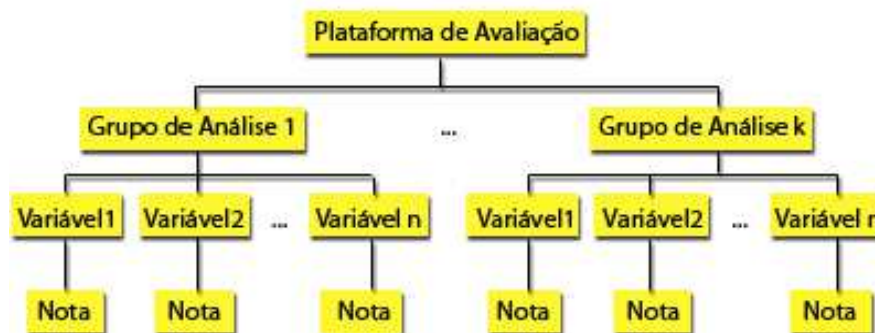 Plataforma de Avaliação
Grupo de Análise 1 ... Grupo de Análise k
Variável1 Variável2 ... Variável n Variável1 Variável2 ... Variável n
Nota Nota Nota Nota Nota Nota